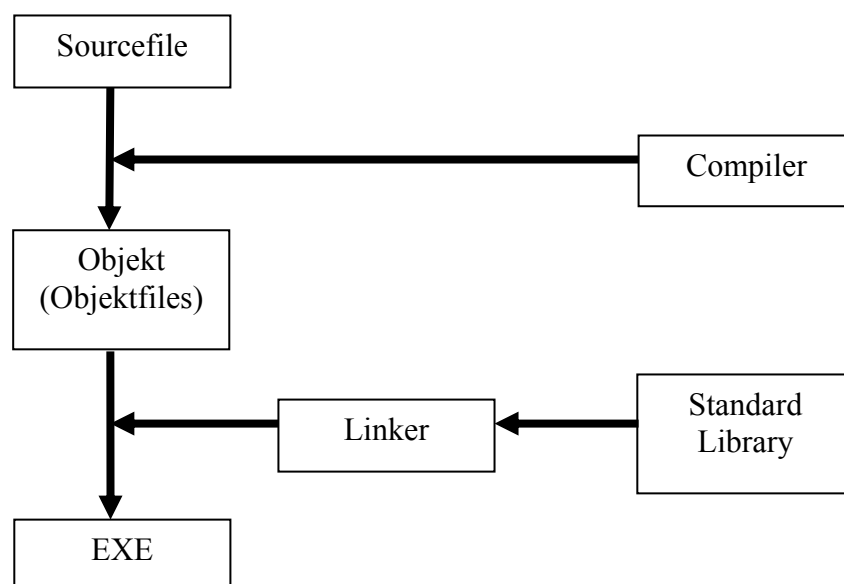 Sourcefile
Compiler
Objekt
(Objektfiles)
Linker
Standard
Library
EXE